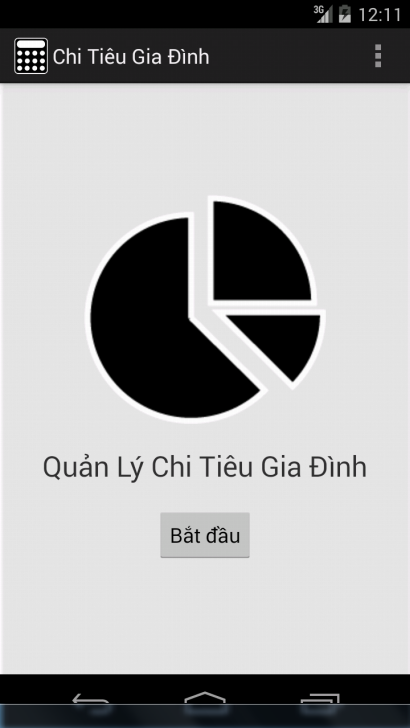 3G 12:11
Chi Tiêu Gia Đình
Quản Lý Chi Tiêu Gia Đình
Bắt đầu